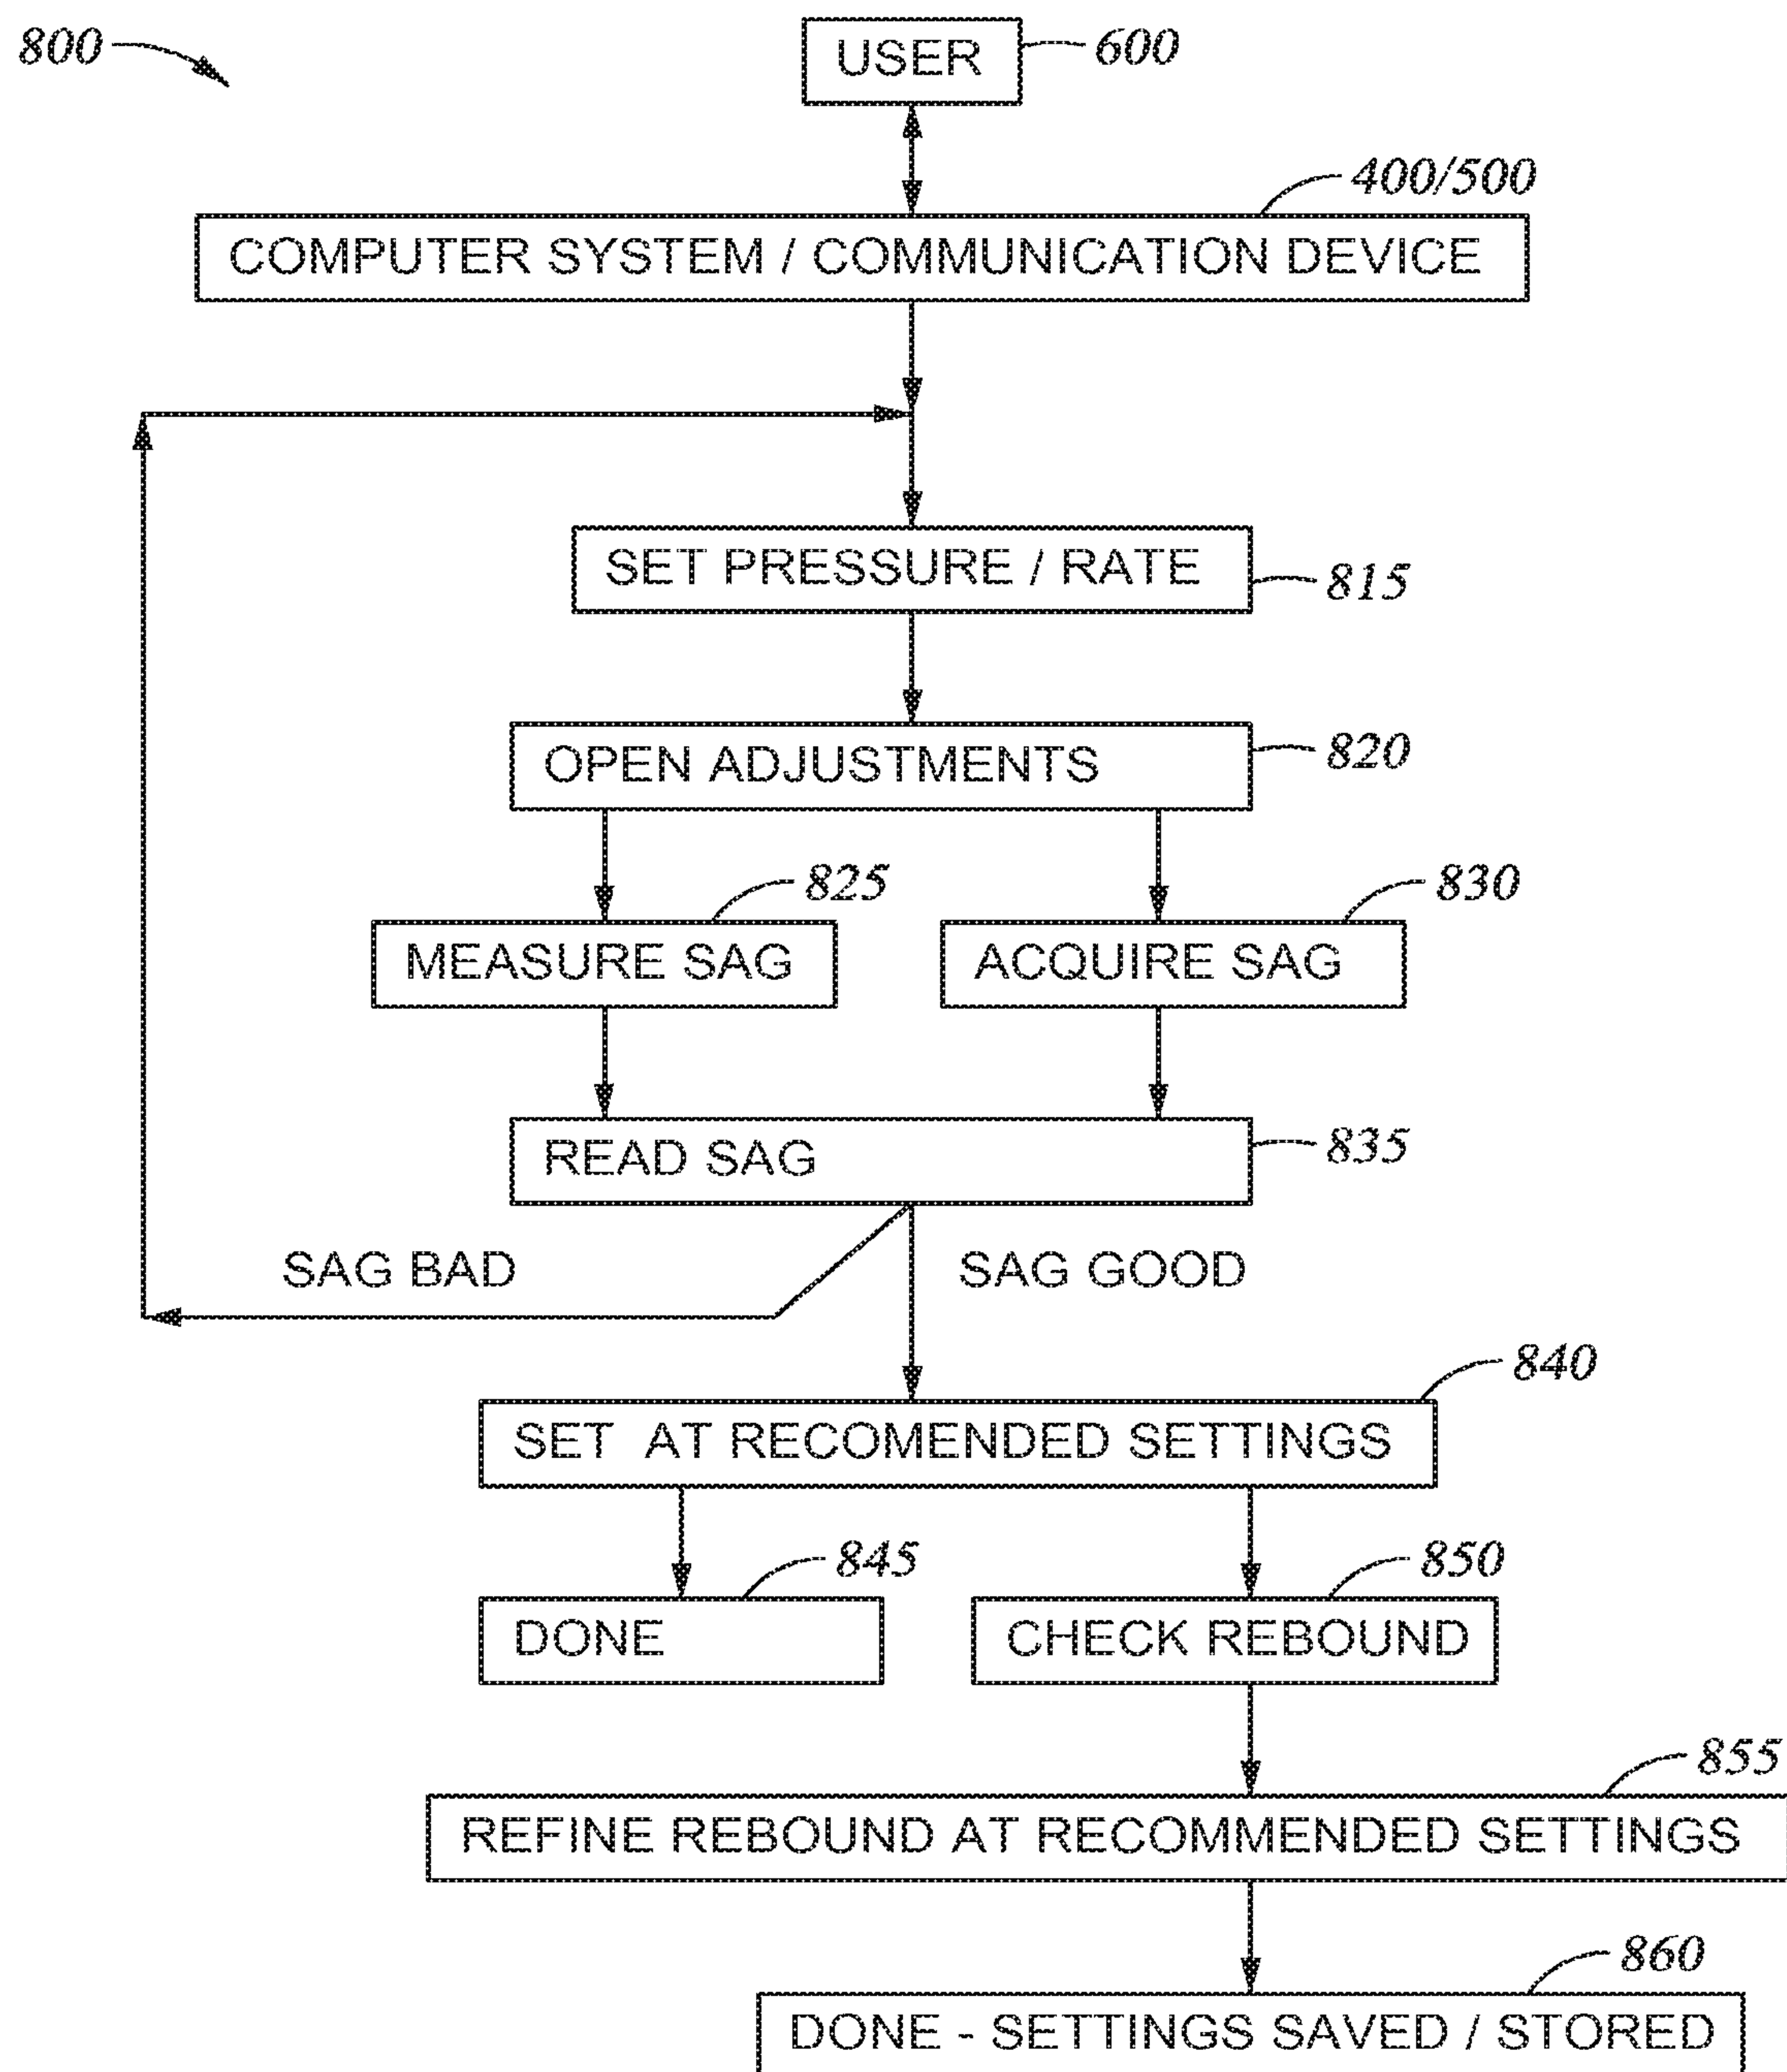 800
USER
600
400/500
COMPUTER SYSTEM / COMMUNICATION DEVICE
SET PRESSURE / RATE
815
OPEN ADJUSTMENTS
820
825
830
MEASURE SAG
ACQUIRE SAG
READ SAG
835
SAG BAD
SAG GOOD
840
SET AT RECOMENDED SETTINGS
845
850
DONE
CHECK REBOUND
855
REFINE REBOUND AT RECOMMENDED SETTINGS
860
DONE - SETTINGS SAVED / STORED